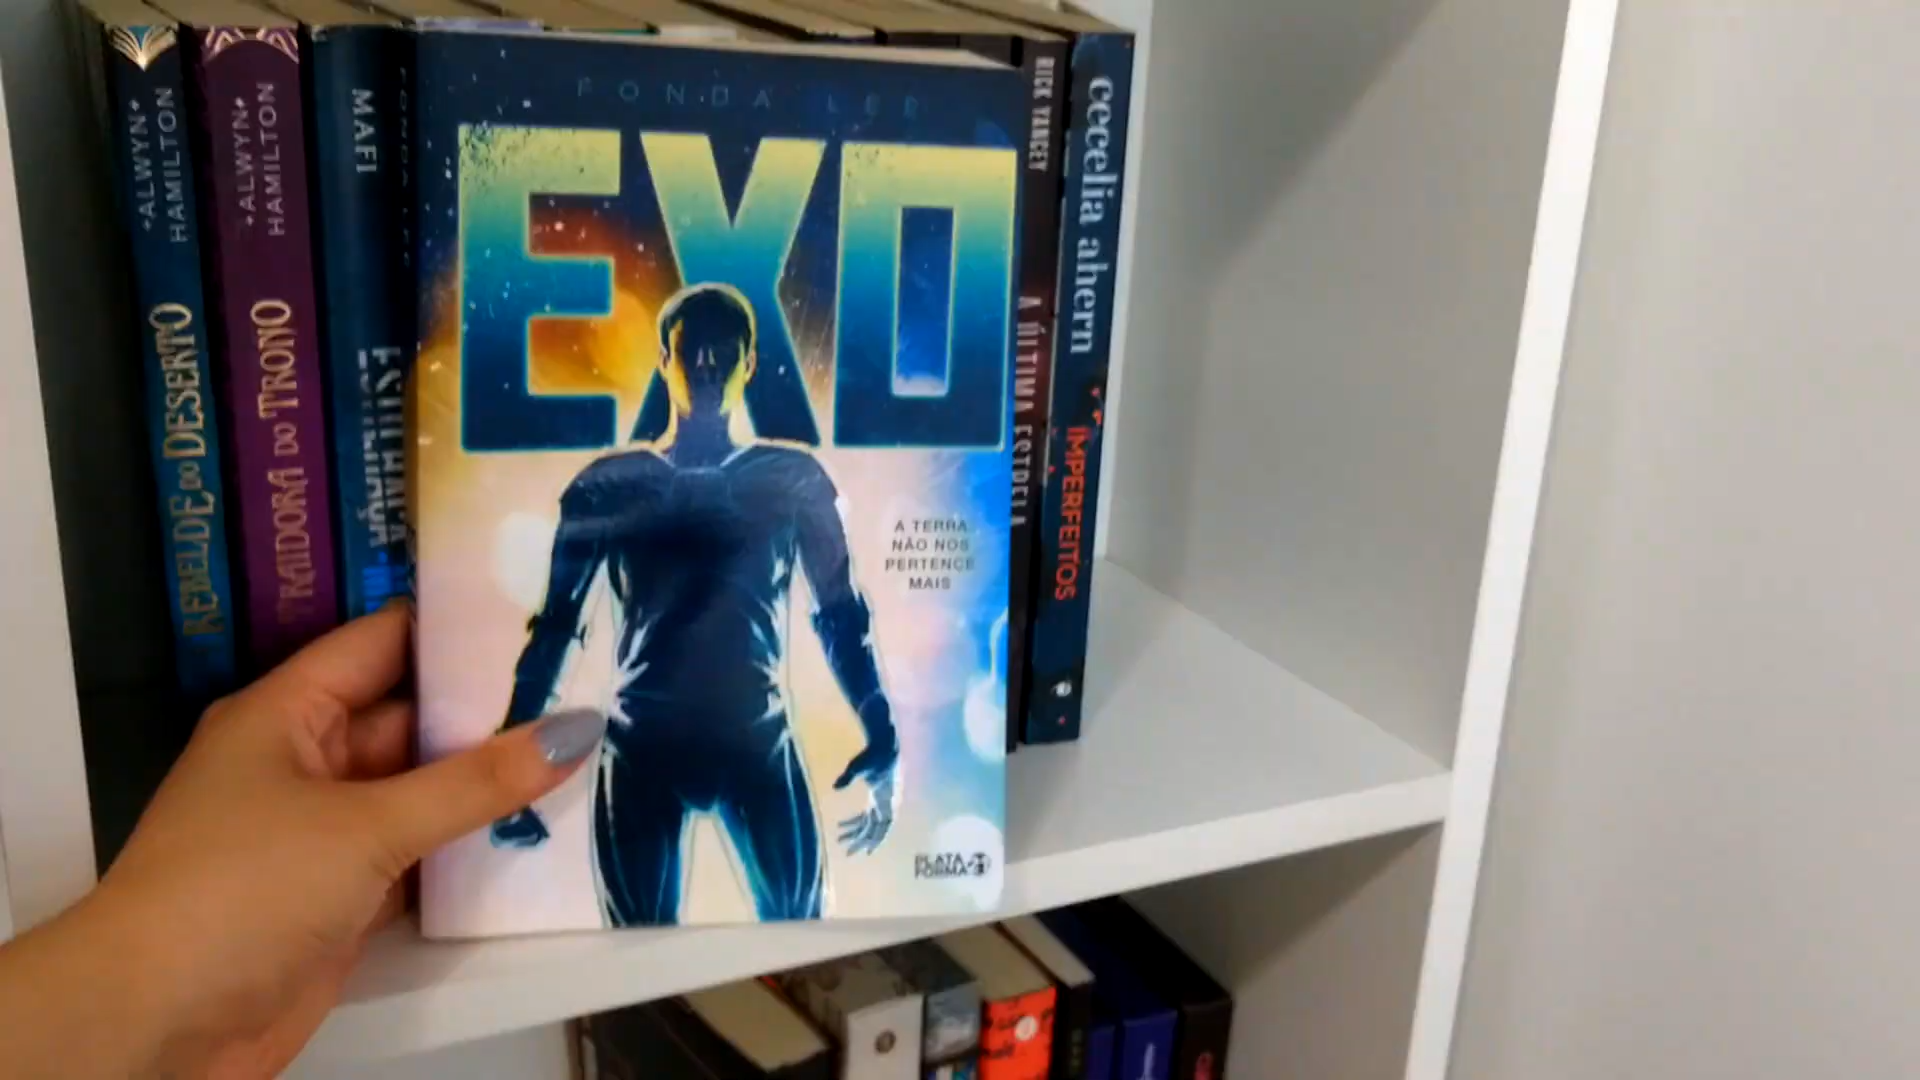 +ALWYN+
HAMILTON
REBELDE DO DESERTO
+ALWYN+
HAMILTON
TRAIDORA DO TRONO
MAFI
FONDA LEE
EXO
A TERRA
NÃO NOS
PERTENCE
MAIS
PLATA
FORMA
RICK YANCEY
A ÚLTIMA ESTRELA
cecelia ahern
IMPERFEITOS